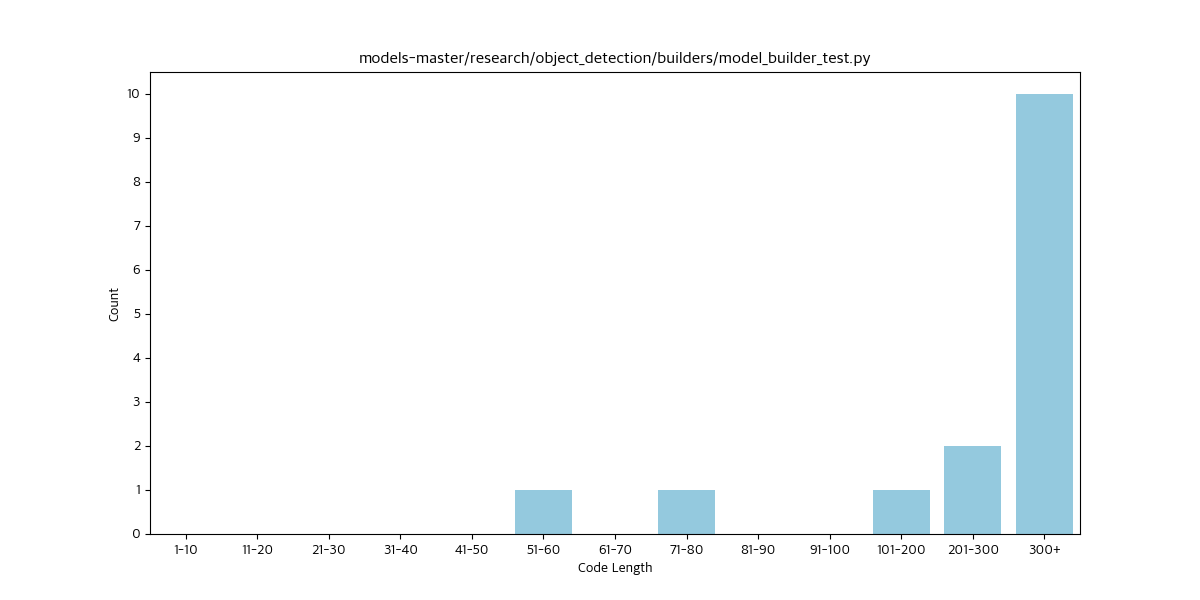 models-master/research/object_detection/builders/model_builder_test.py
10
9
8
7
6
5
4
3
2
1
0
Count
1-10 11-20 21-30 31-40 41-50 51-60 61-70 71-80 81-90 91-100 101-200 201-300 300+
Code Length